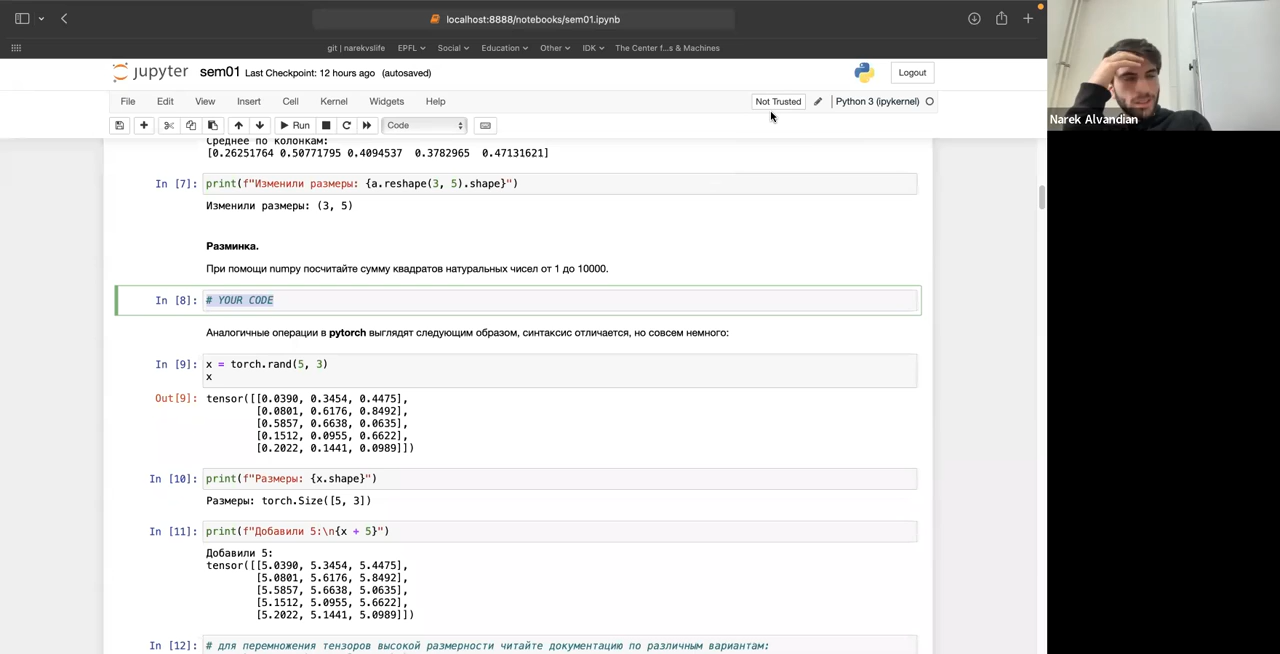 localhost:8888/notebooks/sem01.ipynb
git | narekvslife EPFL Social Education Other IDK The Center f...s & Machines
jupyter sem01 Last Checkpoint: 12 hours ago (autosaved)
Logout
File Edit View Insert Cell Kernel Widgets Help
Not Trusted
Python 3 (ipykernel)
Run
Code
Среднее по колонкам:
[0.26251764 0.50771795 0.4094537 0.3782965 0.47131621]
In [7]: print(f"Изменили размеры: {a.reshape(3, 5).shape}")
Изменили размеры: (3, 5)
Разминка.
При помощи numpy посчитайте сумму квадратов натуральных чисел от 1 до 10000.
In [8]: # YOUR CODE
Аналогичные операции в pytorch выглядят следующим образом, синтаксис отличается, но совсем немного:
In [9]: x = torch.rand(5, 3)
x
Out[9]: tensor([[0.0390, 0.3454, 0.4475],
[0.0801, 0.6176, 0.8492],
[0.5857, 0.6638, 0.0635],
[0.1512, 0.0955, 0.6622],
[0.2022, 0.1441, 0.0989]])
In [10]: print(f"Размеры: {x.shape}")
Размеры: torch.Size([5, 3])
In [11]: print(f"Добавили 5:\n{x + 5}")
Добавили 5:
tensor([[5.0390, 5.3454, 5.4475],
[5.0801, 5.6176, 5.8492],
[5.5857, 5.6638, 5.0635],
[5.1512, 5.0955, 5.6622],
[5.2022, 5.1441, 5.0989]])
In [12]: # для перемножения тензоров высокой размерности читайте документацию по различным вариантам:
Narek Alvandian